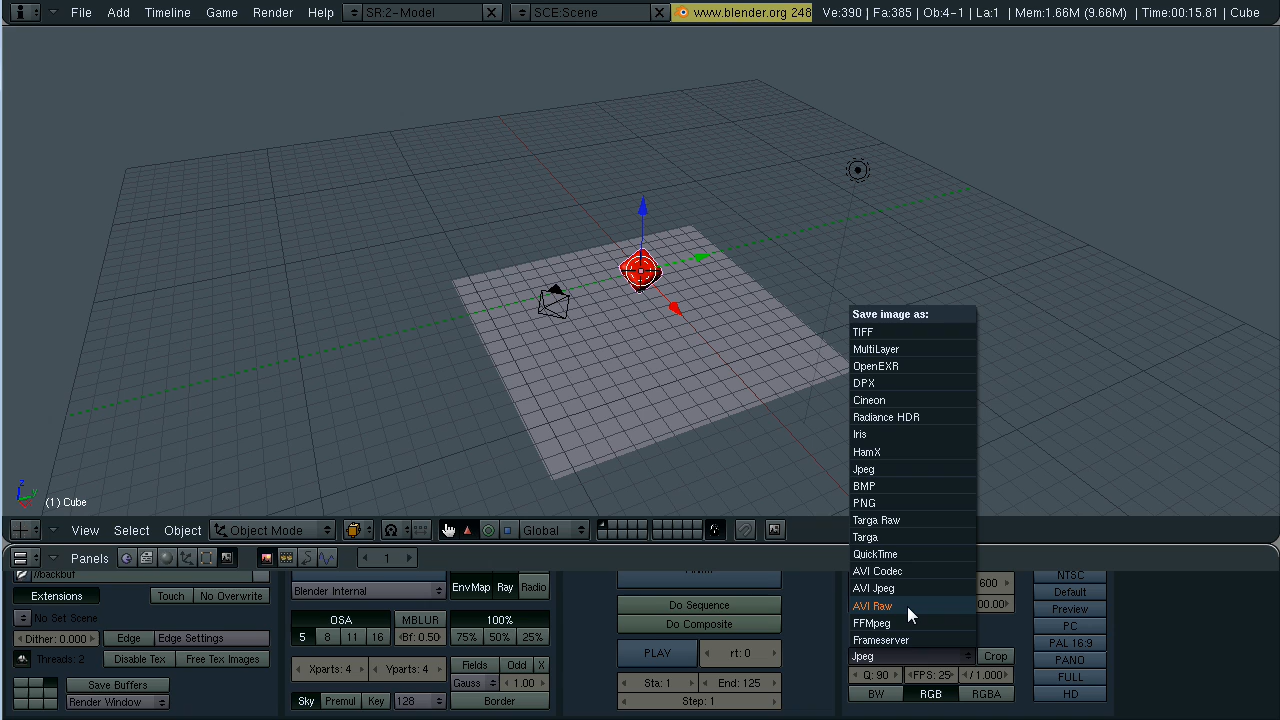 File Add Timeline Game Render Help SR:2-Model X SCE:Scene X www.blender.org 248 Ve:390 | Fa:385 | Ob:4-1 | La:1 | Mem:1.66M (9.66M) | Time:00:15.81 | Cube
Save image as:
TIFF
MultiLayer
OpenEXR
DPX
Cineon
Radiance HDR
Iris
HamX
Jpeg
BMP
PNG
Targa Raw
Targa
QuickTime
AVI Codec
AVI Jpeg
AVI Raw
FFMpeg
Frameserver
z
y
(1) Cube
View Select Object Object Mode Global
Panels 1
//backbuf
Extensions Touch No Overwrite
No Set Scene
Dither: 0.000 Edge Edge Settings
Threads: 2 Disable Tex Free Tex Images
Save Buffers
Render Window
Blender Internal EnvMap Ray Radio
OSA MBLUR 100%
5 8 11 16 Bf: 0.50 75% 50% 25%
Xparts: 4 Yparts: 4 Fields Odd X
Gauss 1.00
Sky Premul Key 128 Border
Do Sequence
Do Composite
PLAY rt: 0
Sta: 1 End: 125
Step: 1
600
00.00
Jpeg Crop
Q: 90 FPS: 25 / 1.000
BW RGB RGBA
NTSC
Default
Preview
PC
PAL 16:9
PANO
FULL
HD